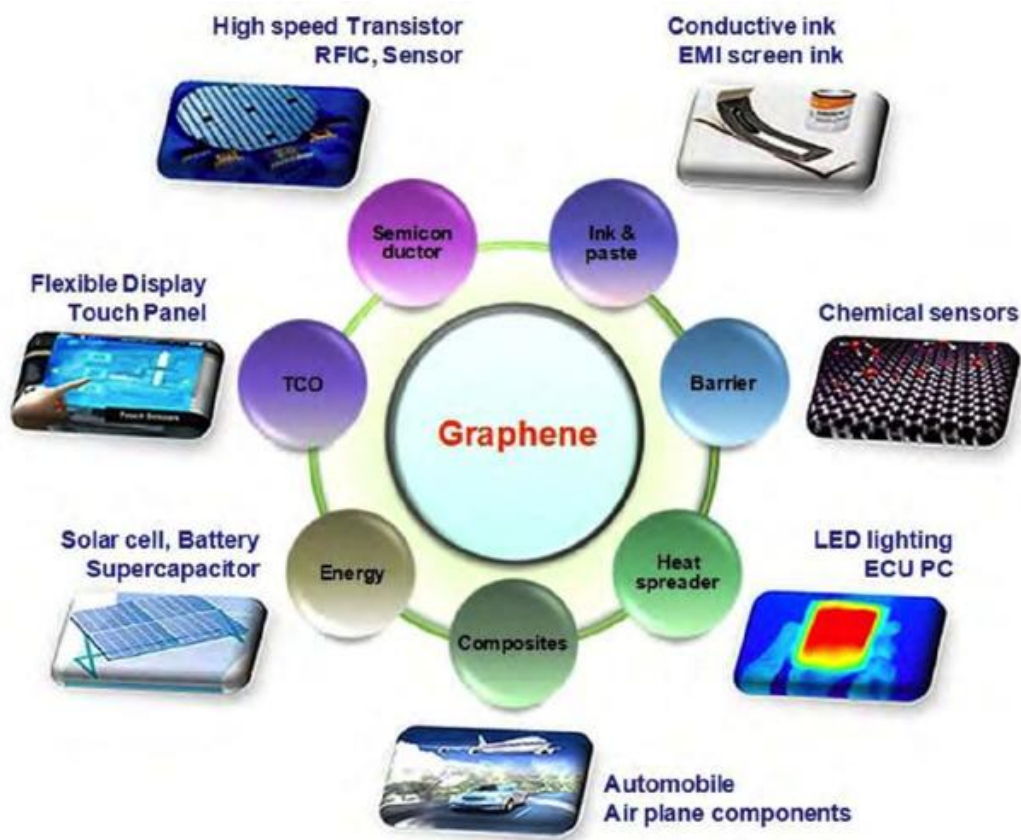 High speed Transistor
RFIC, Sensor
Conductive ink
EMI screen ink
Semicon
ductor
Ink &
paste
Flexible Display
Touch Panel
Chemical sensors
TCO
Barrier
Touch Sensors
Graphene
Solar cell, Battery
Supercapacitor
LED lighting
ECU PC
Energy
Heat
spreader
Composites
Automobile
Air plane components